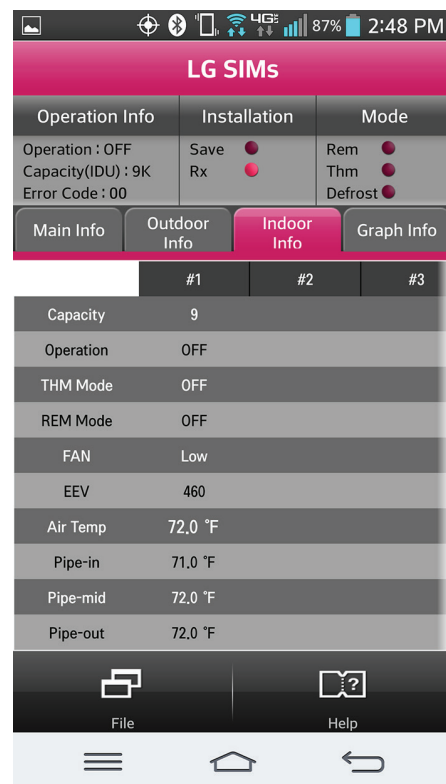 4G 87% 2:48 PM
LG SIMs
Operation Info Installation Mode
Operation : OFF Save Rem
Capacity(IDU) : 9K Rx Thm
Error Code : 00 Defrost
Main Info Outdoor Info Indoor Info Graph Info
#1 #2 #3
Capacity 9
Operation OFF
THM Mode OFF
REM Mode OFF
FAN Low
EEV 460
Air Temp 72.0 °F
Pipe-in 71.0 °F
Pipe-mid 72.0 °F
Pipe-out 72.0 °F
File Help